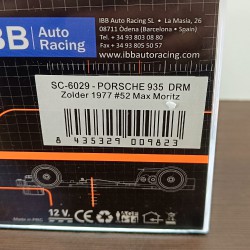 IBB Auto Racing SL • La Masia, 26
08711 Odena (Barcelona • Spain)
Tel. + 34 93 803 08 80
Fax + 34 93 805 50 57
ibbautoracing.com
BB Auto
Racing
SC-6029 - PORSCHE 935 DRM
Zolder 1977 #52 Max Moritz
8 435329 009823
12 V.